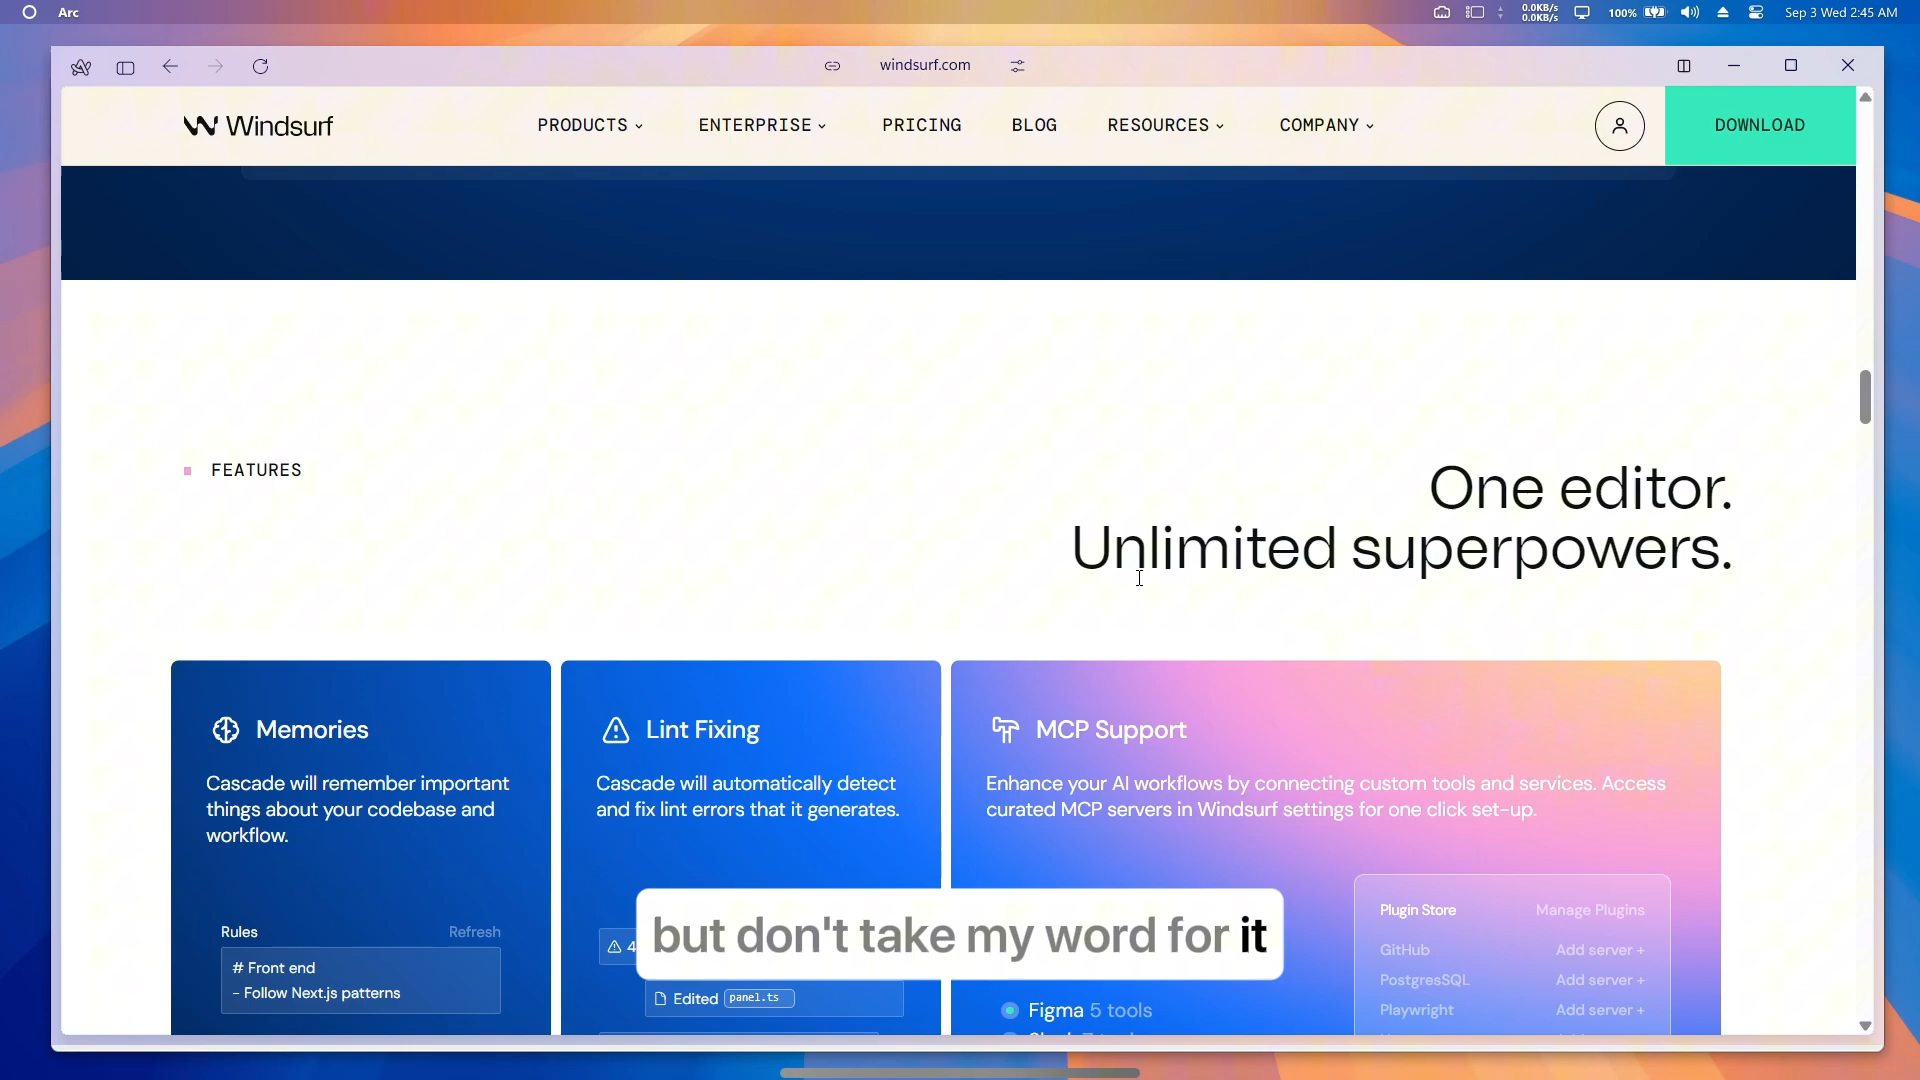 Arc
0.0KB/s
0.0KB/s
100%
Sep 3 Wed 2:45 AM
windsurf.com
Windsurf
PRODUCTS
ENTERPRISE
PRICING
BLOG
RESOURCES
COMPANY
DOWNLOAD
FEATURES
One editor.
Unlimited superpowers.
Memories
Cascade will remember important
things about your codebase and
workflow.
Rules
Refresh
# Front end
- Follow Next.js patterns
Lint Fixing
Cascade will automatically detect
and fix lint errors that it generates.
4
Edited panel.ts
MCP Support
Enhance your AI workflows by connecting custom tools and services. Access
curated MCP servers in Windsurf settings for one click set-up.
Plugin Store
Manage Plugins
GitHub
Add server +
PostgresSQL
Add server +
Playwright
Add server +
Figma 5 tools
but don't take my word for it